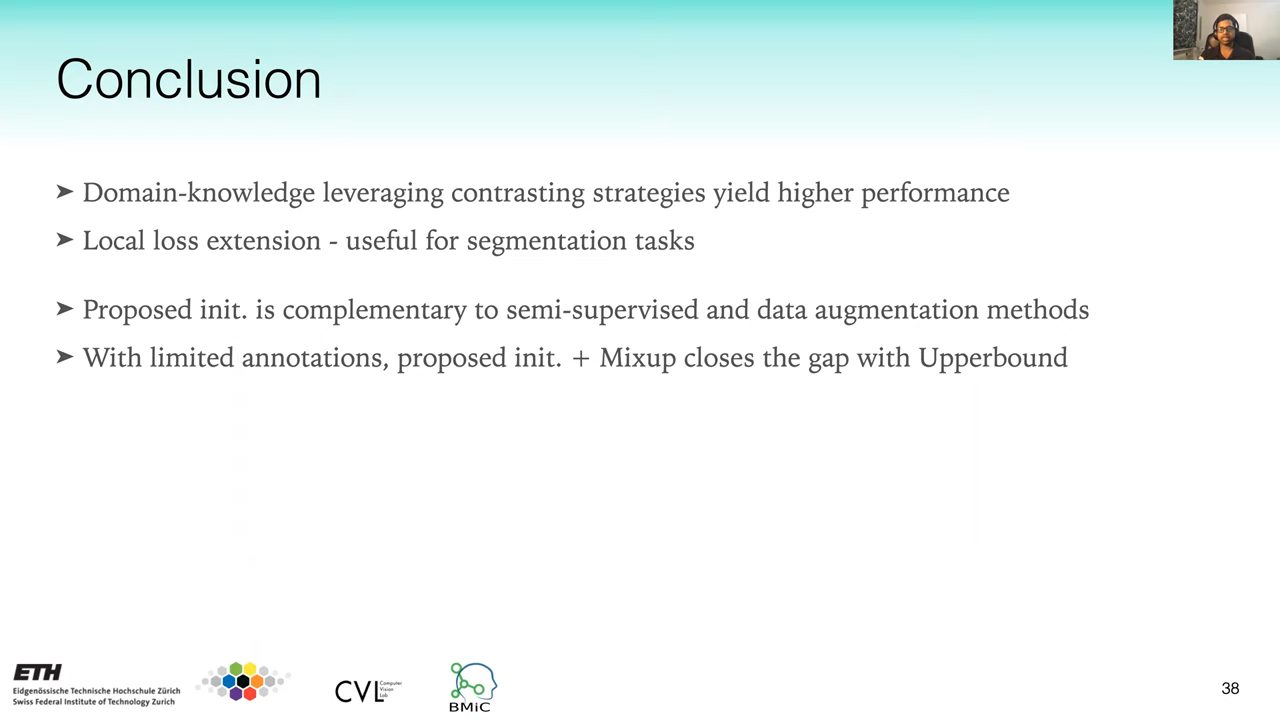 Conclusion
➤ Domain-knowledge leveraging contrasting strategies yield higher performance
➤ Local loss extension - useful for segmentation tasks
➤ Proposed init. is complementary to semi-supervised and data augmentation methods
➤ With limited annotations, proposed init. + Mixup closes the gap with Upperbound
ETH
Eidgenössische Technische Hochschule Zürich
Swiss Federal Institute of Technology Zurich
CVL Computer
Vision
Lab
BMiC
38